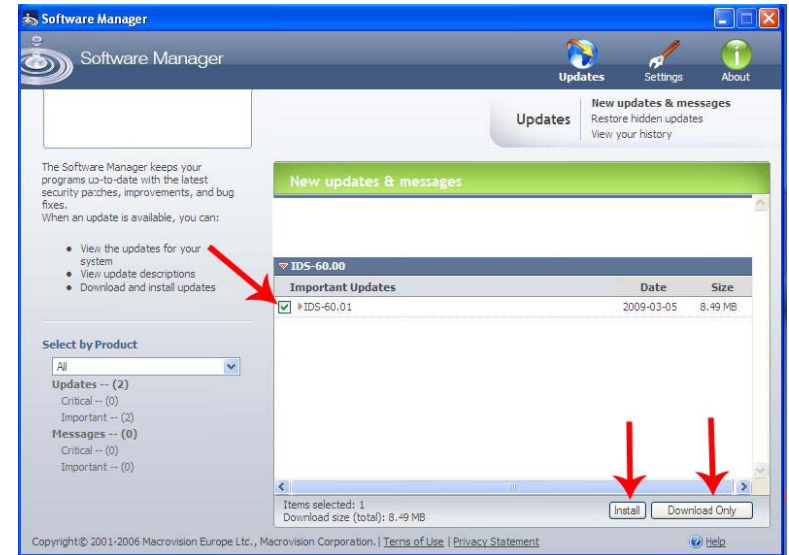 Software Manager
Software Manager
Updates
Settings
About
Updates
New updates & messages
Restore hidden updates
View your history
The Software Manager keeps your
programs up-to-date with the latest
security patches, improvements, and bug
fixes.
When an update is available, you can:
View the updates for your
system
View update descriptions
Download and install updates
Select by Product
All
Updates -- (2)
Critical -- (0)
Important -- (2)
Messages -- (0)
Critical -- (0)
Important -- (0)
New updates & messages
IDS-60.00
Important Updates Date Size
IDS-60.01 2009-03-05 8.49 MB
Items selected: 1
Download size (total): 8.49 MB
Install
Download Only
Copyright© 2001-2006 Macrovision Europe Ltc., Macrovision Corporation. | Terms of Use | Privacy Statement
Help